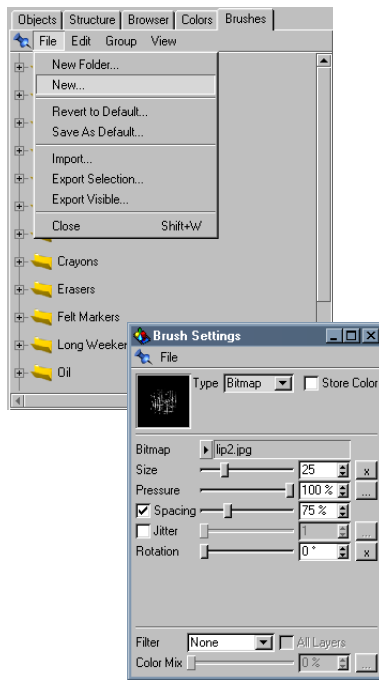 Objects Structure Browser Colors Brushes
File Edit Group View
New Folder...
New...
Revert to Default...
Save As Default...
Import...
Export Selection...
Export Visible...
Close Shift+W
Crayons
Erasers
Felt Markers
Long Weeken
Oil
Brush Settings
File
Type Bitmap Store Color
Bitmap lip2.jpg
Size 25 x
Pressure 100 % ...
Spacing 75 %
Jitter 1 ...
Rotation 0 ° x
Filter None All Layers
Color Mix 0 % ...